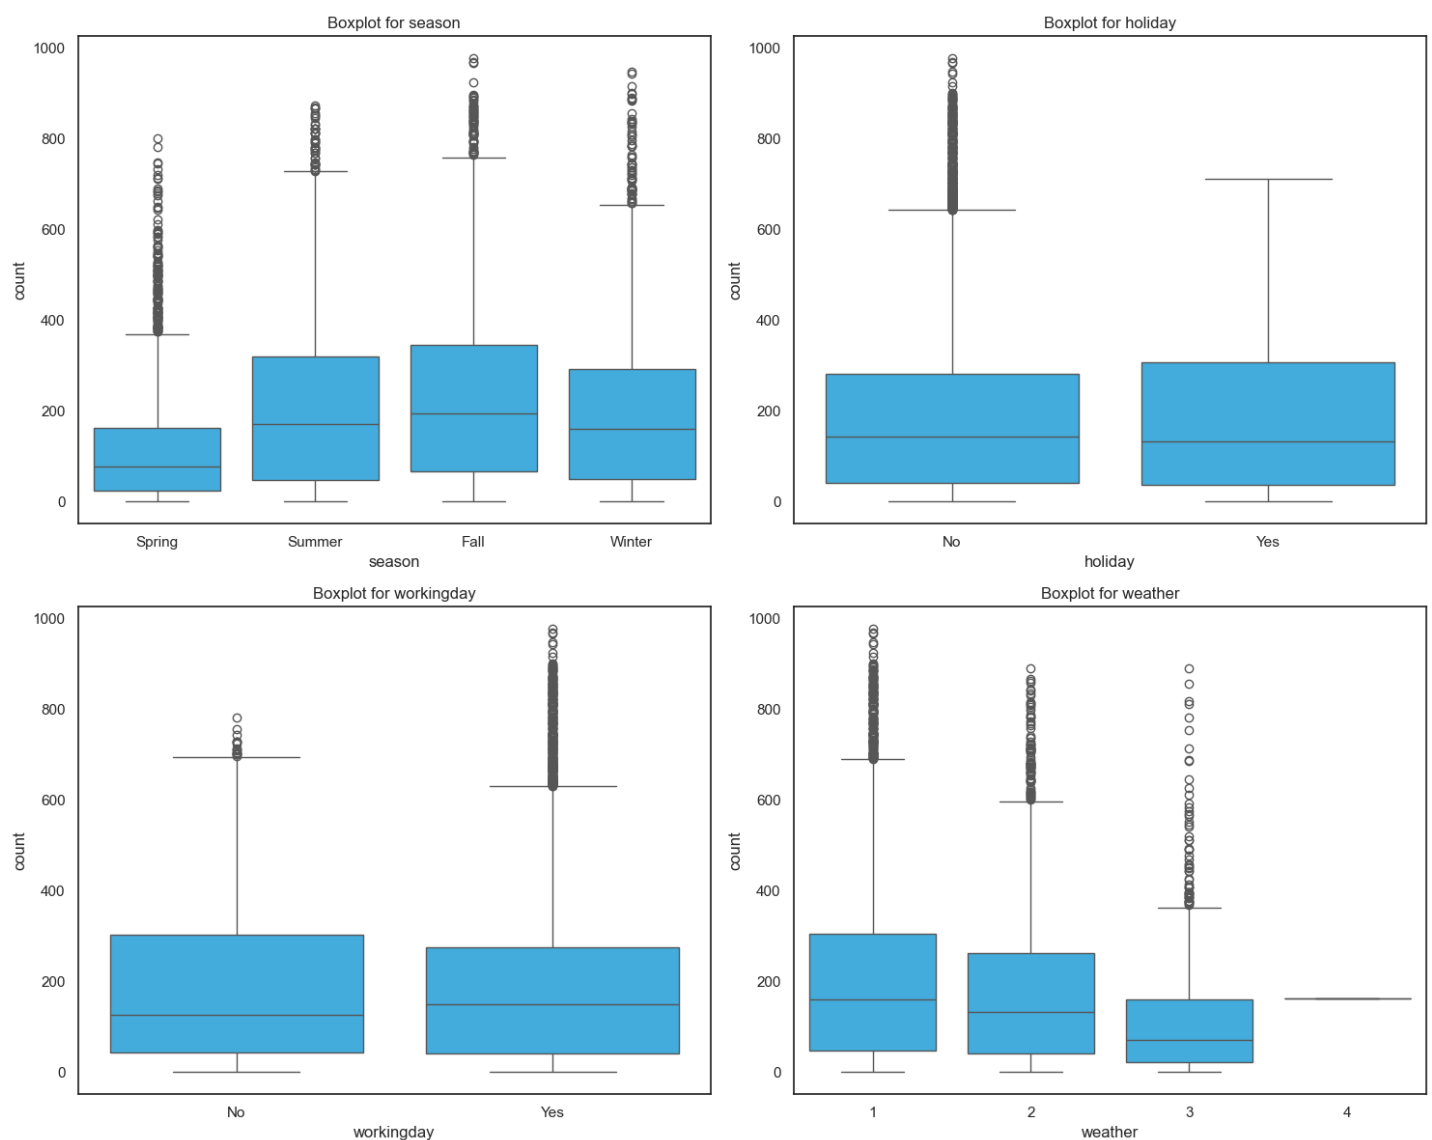 Boxplot for season
1000
800
600
400
200
0
count
Spring Summer Fall Winter
season
Boxplot for holiday
1000
800
600
400
200
0
count
No Yes
holiday
Boxplot for workingday
1000
800
600
400
200
0
count
No Yes
workingday
Boxplot for weather
1000
800
600
400
200
0
count
1 2 3 4
weather